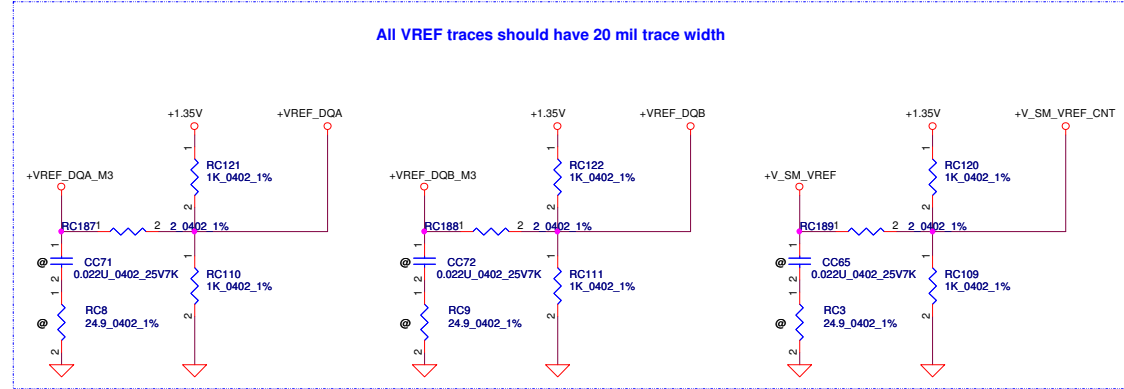 All VREF traces should have 20 mil trace width
+1.35V
+VREF_DQA
+VREF_DQA_M3
1
RC121
1K_0402_1%
2
RC187
1
2
2_0402_1%
1
@
CC71
0.022U_0402_25V7K
2
1
RC110
1K_0402_1%
2
1
@
RC8
24.9_0402_1%
2
+1.35V
+VREF_DQB
+VREF_DQB_M3
1
RC122
1K_0402_1%
2
RC188
1
2
2_0402_1%
1
@
CC72
0.022U_0402_25V7K
2
1
RC111
1K_0402_1%
2
1
@
RC9
24.9_0402_1%
2
+1.35V
+V_SM_VREF_CNT
+V_SM_VREF
1
RC120
1K_0402_1%
2
RC189
1
2
2_0402_1%
1
@
CC65
0.022U_0402_25V7K
2
1
RC109
1K_0402_1%
2
1
@
RC3
24.9_0402_1%
2